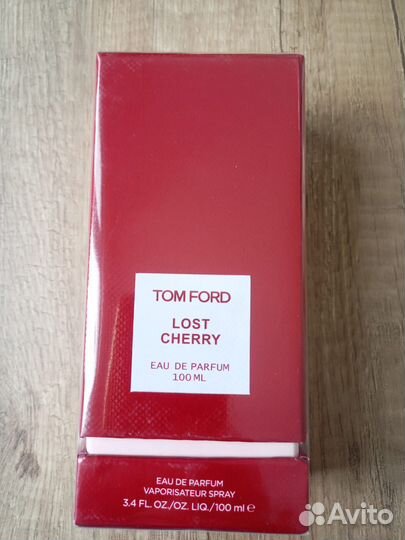 TOM FORD
LOST
CHERRY
EAU DE PARFUM
100 ML
EAU DE PARFUM
VAPORISATEUR SPRAY
3.4 FL. OZ./OZ. LIQ./100 ml ℮
Avito